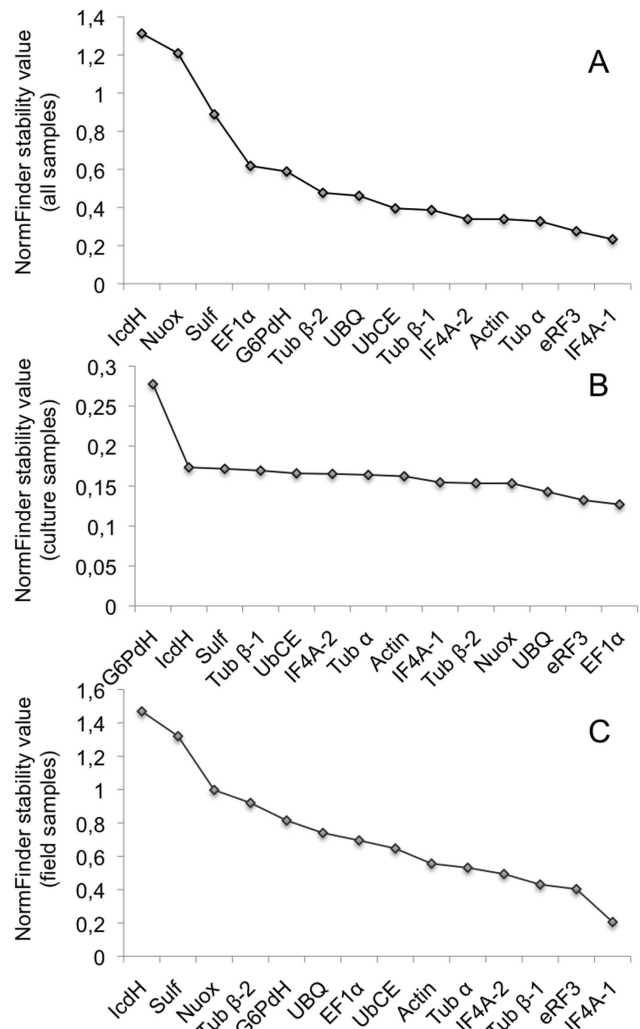 A
NormFinder stability value
(all samples)
1,4
1,2
1
0,8
0,6
0,4
0,2
0
IcdH Nuox Sulf EF1α G6PdH Tub β-2 UBQ UbCE Tub β-1 IF4A-2 Actin Tub α eRF3 IF4A-1
B
NormFinder stability value
(culture samples)
0,3
0,25
0,2
0,15
0,1
0,05
0
G6PdH IcdH Sulf Tub β-1 UbCE IF4A-2 Tub α Actin IF4A-1 Tub β-2 Nuox UBQ eRF3 EF1α
C
NormFinder stability value
(field samples)
1,6
1,4
1,2
1
0,8
0,6
0,4
0,2
0
IcdH Sulf Nuox Tub β-2 G6PdH UBQ EF1α UbCE Actin Tub α IF4A-2 Tub β-1 eRF3 IF4A-1